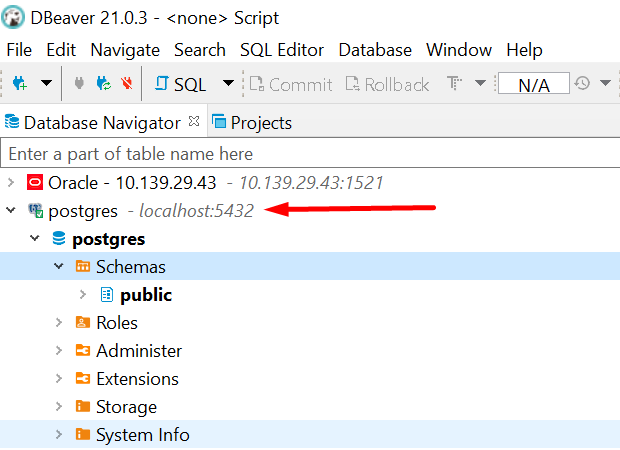 DBeaver 21.0.3 - <none> Script
File Edit Navigate Search SQL Editor Database Window Help
SQL Commit Rollback N/A
Database Navigator Projects
Enter a part of table name here
Oracle - 10.139.29.43 - 10.139.29.43:1521
postgres - localhost:5432
postgres
Schemas
public
Roles
Administer
Extensions
Storage
System Info